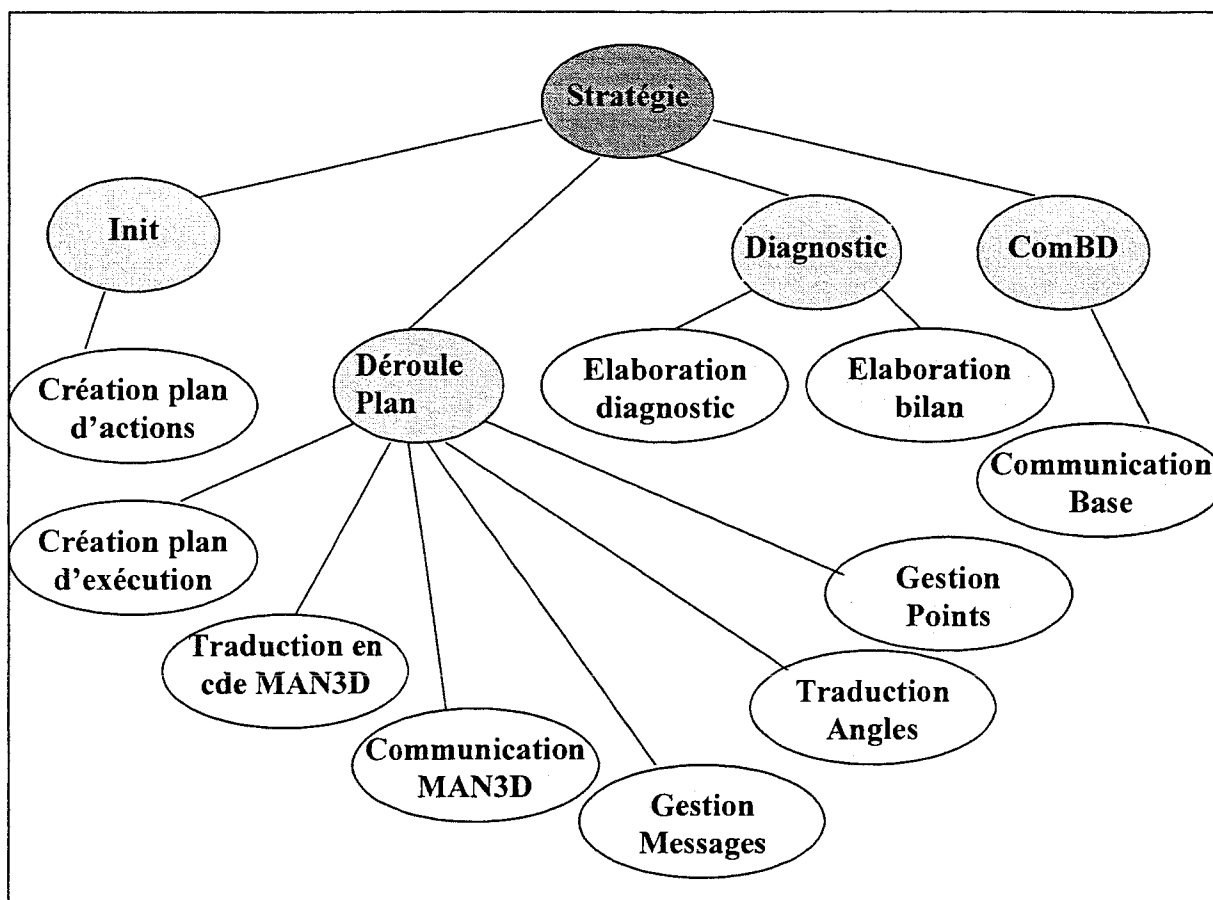 Stratégie
Init
Diagnostic
ComBD
Création plan
d'actions
Déroule
Plan
Elaboration
diagnostic
Elaboration
bilan
Communication
Base
Création plan
d'exécution
Gestion
Points
Traduction en
cde MAN3D
Traduction
Angles
Communication
MAN3D
Gestion
Messages